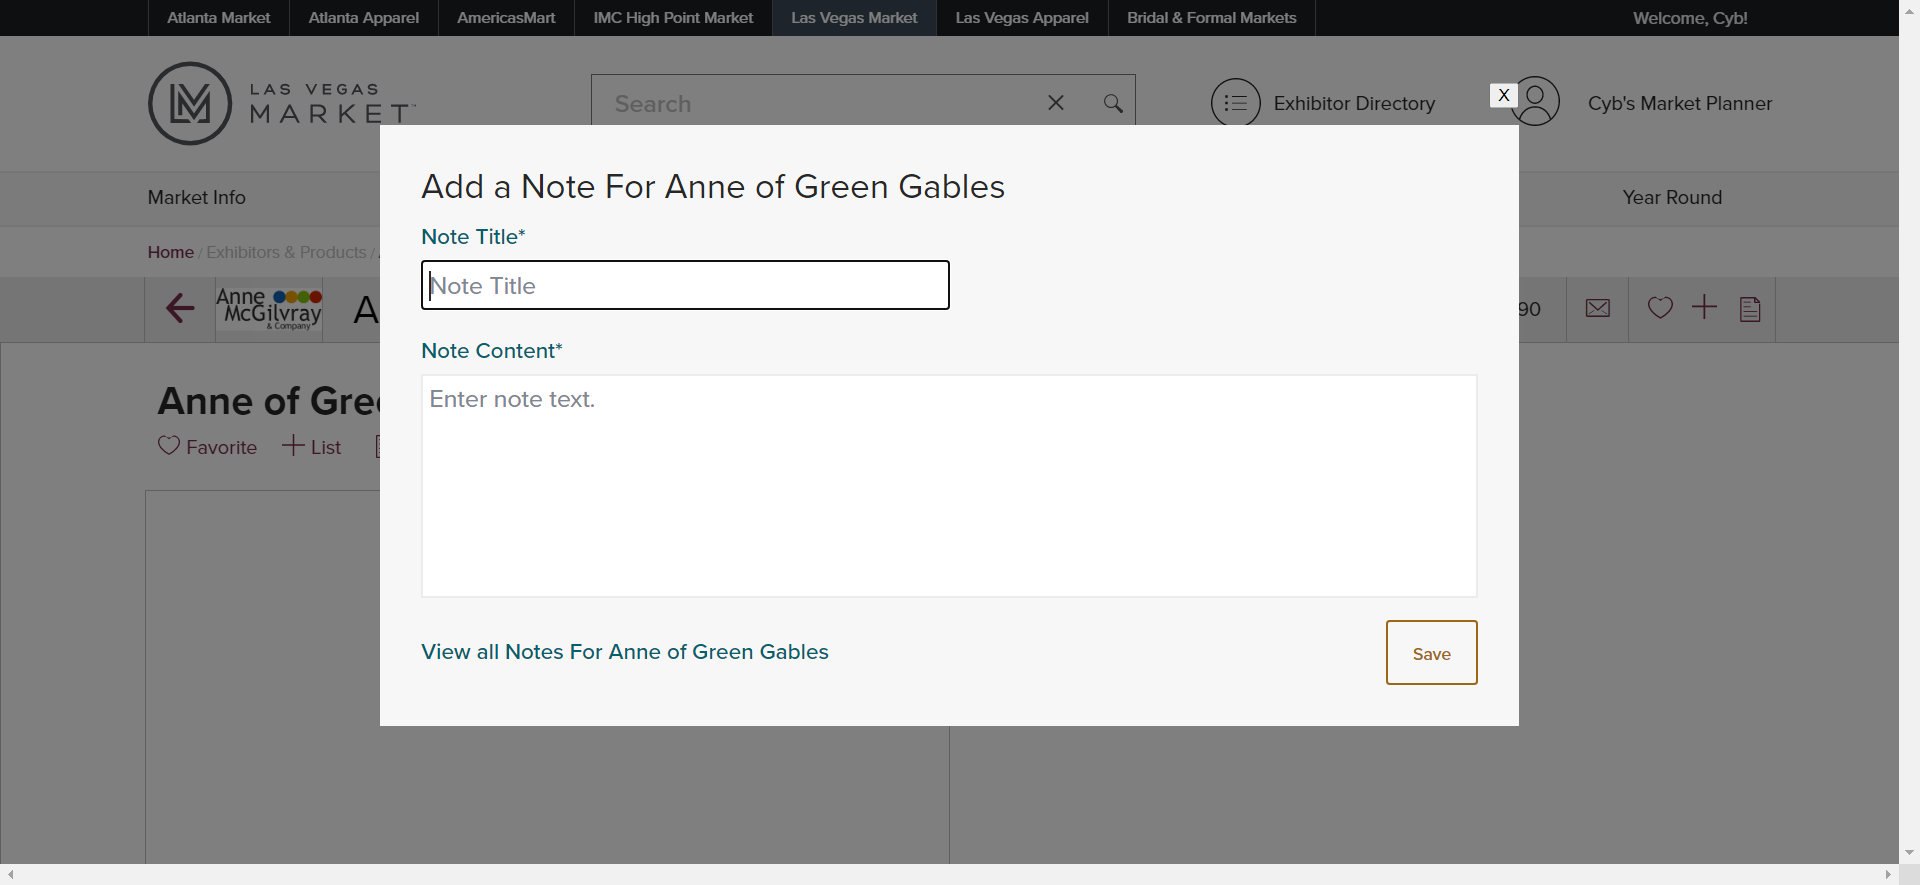 Atlanta Market
Atlanta Apparel
AmericasMart
IMC High Point Market
Las Vegas Market
Las Vegas Apparel
Bridal & Formal Markets
Welcome, Cyb!
LAS VEGAS
MARKET
Search
Exhibitor Directory
X
Cyb's Market Planner
Market Info
Year Round
Home / Exhibitors & Products /
Anne
McGilvray
& Company
A
90
Anne of Gre
Favorite
List
Add a Note For Anne of Green Gables
Note Title*
Note Title
Note Content*
Enter note text.
View all Notes For Anne of Green Gables
Save